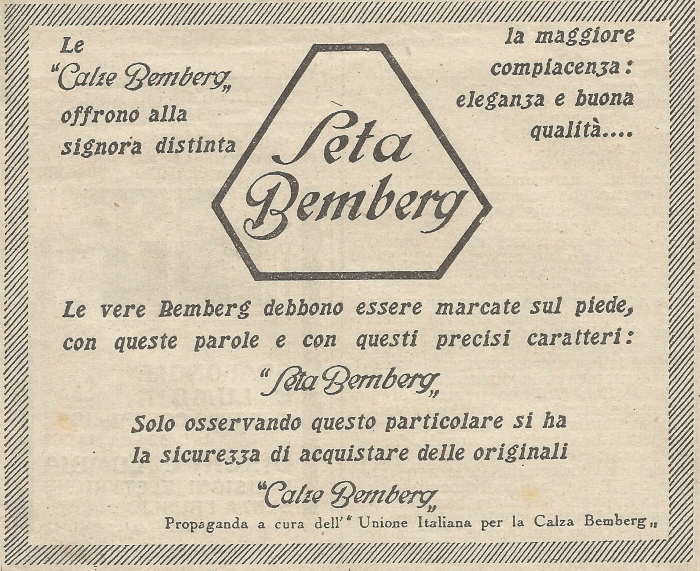 Le
“Calze Bemberg„
offrono alla
signora distinta
la maggiore
compiacenza:
eleganza e buona
qualità....
Seta
Bemberg
Le vere Bemberg debbono essere marcate sul piede,
con queste parole e con questi precisi caratteri:
“Seta Bemberg„
Solo osservando questo particolare si ha
la sicurezza di acquistare delle originali
“Calze Bemberg„
Propaganda a cura dell'“ Unione Italiana per la Calza Bemberg„